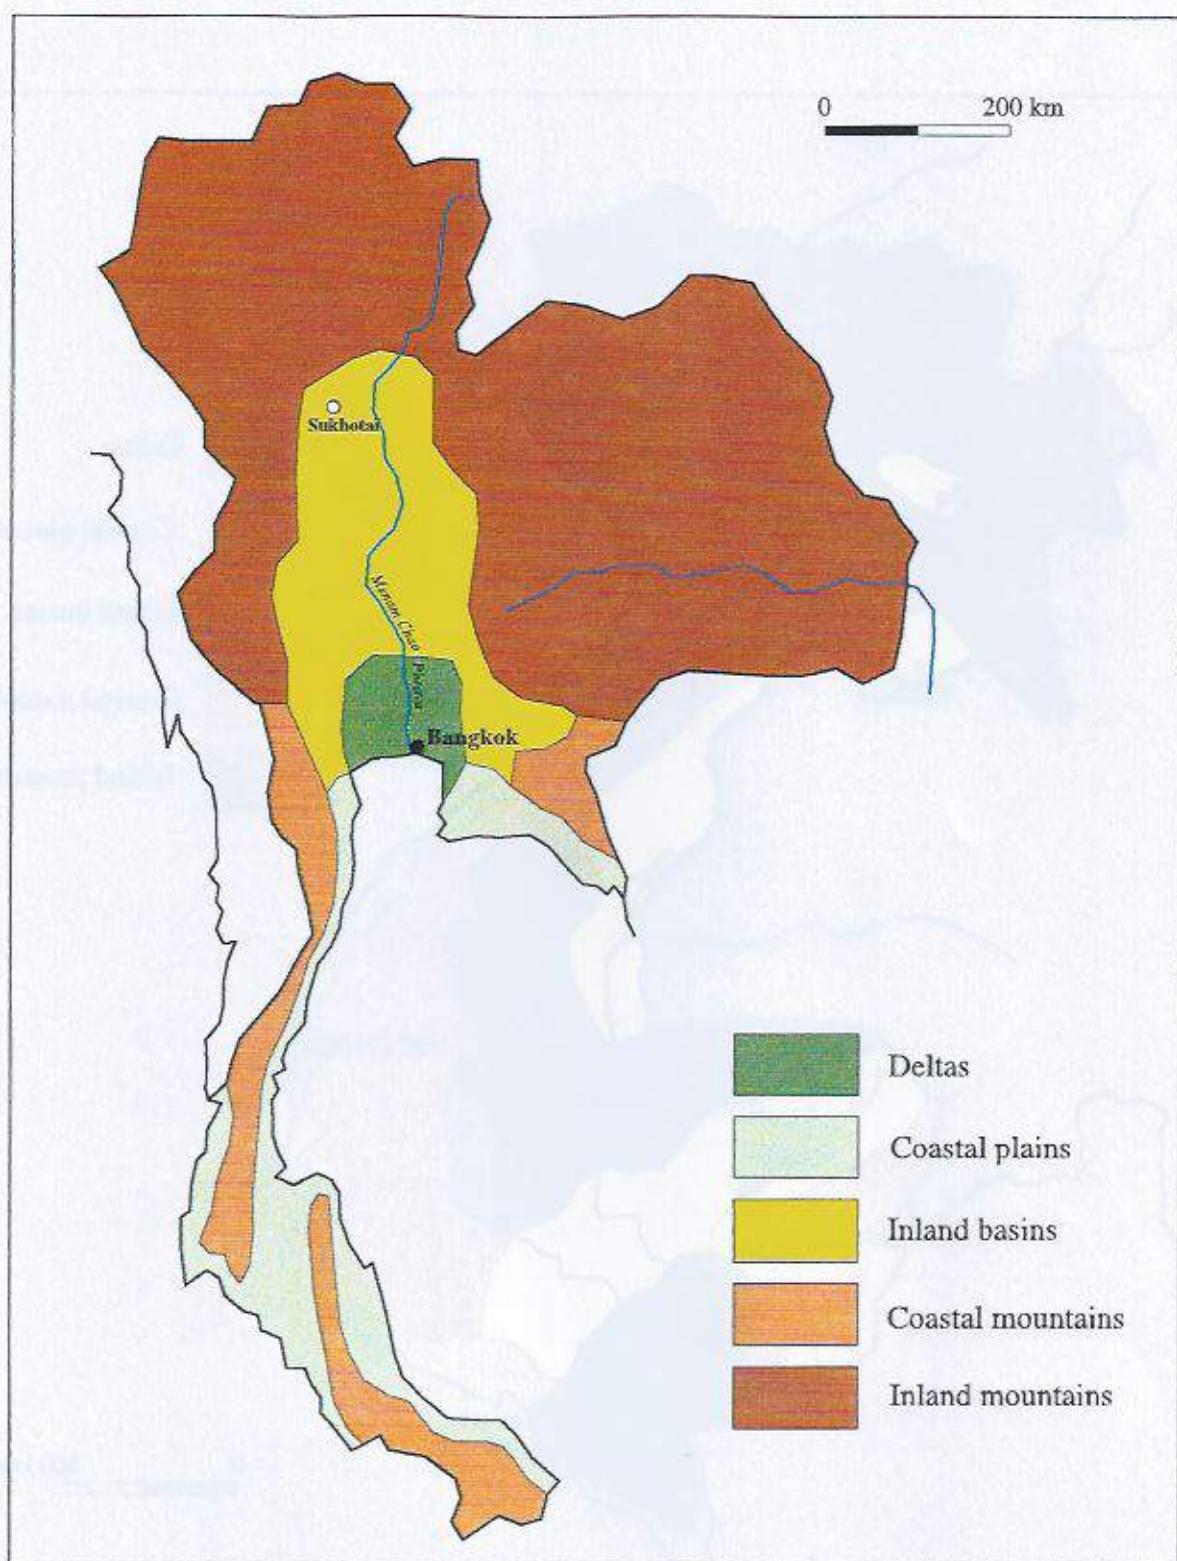 0 200 km
Sukhotai
Menam Chao Phraya
Bangkok
Deltas
Coastal plains
Inland basins
Coastal mountains
Inland mountains